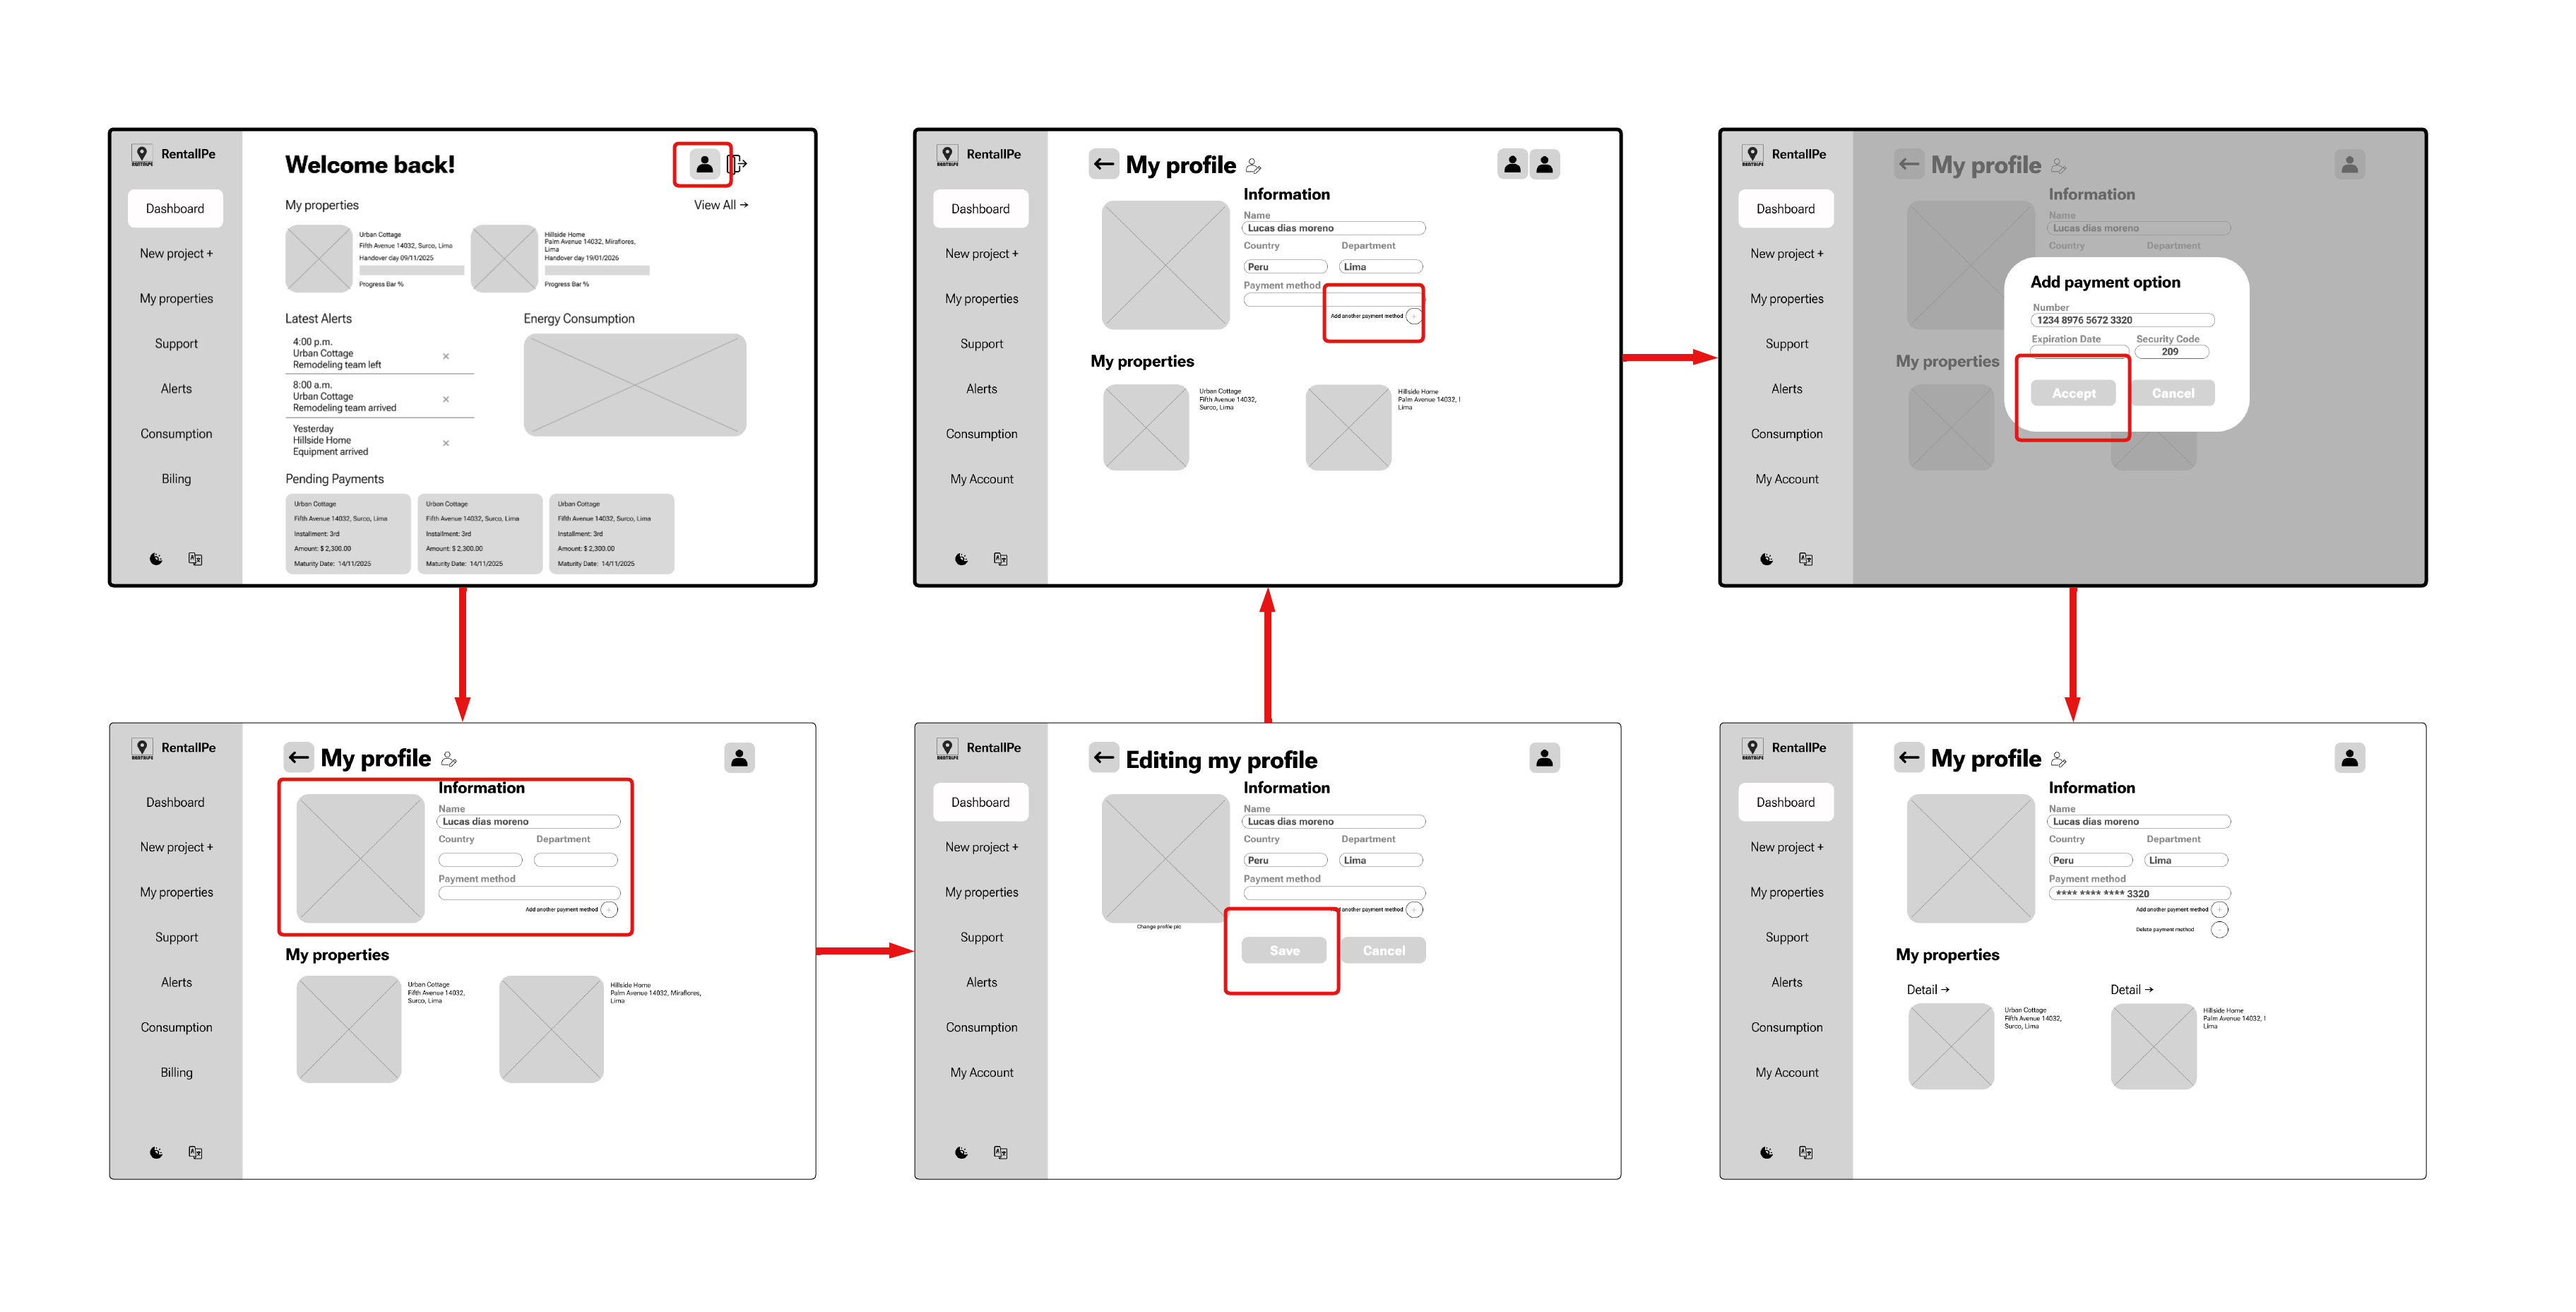 RentallPe
Dashboard
New project +
My properties
Support
Alerts
Consumption
Biling
Welcome back!
My properties
View All →
Urban Cottage
Fifth Avenue 14032, Surco, Lima
Handover day 09/11/2025
Progress Bar %
Hillside Home
Palm Avenue 14032, Miraflores,
Lima
Handover day 19/01/2026
Progress Bar %
Latest Alerts
4:00 p.m.
Urban Cottage
Remodeling team left
8:00 a.m.
Urban Cottage
Remodeling team arrived
Yesterday
Hillside Home
Equipment arrived
Energy Consumption
Pending Payments
Urban Cottage
Fifth Avenue 14032, Surco, Lima
Installment: 3rd
Amount: $ 2,300.00
Maturity Date: 14/11/2025
Urban Cottage
Fifth Avenue 14032, Surco, Lima
Installment: 3rd
Amount: $ 2,300.00
Maturity Date: 14/11/2025
Urban Cottage
Fifth Avenue 14032, Surco, Lima
Installment: 3rd
Amount: $ 2,300.00
Maturity Date: 14/11/2025
RentallPe
Dashboard
New project +
My properties
Support
Alerts
Consumption
My Account
My profile
Information
Name
Lucas dias moreno
Country
Department
Peru
Lima
Payment method
Add another payment method
My properties
Urban Cottage
Fifth Avenue 14032,
Surco, Lima
Hillside Home
Palm Avenue 14032, 
Lima
RentallPe
Dashboard
New project +
My properties
Support
Alerts
Consumption
My Account
My profile
Information
Name
Lucas dias moreno
Country
Department
My properties
Add payment option
Number
1234 8976 5672 3320
Expiration Date
Security Code
209
Accept
Cancel
RentallPe
Dashboard
New project +
My properties
Support
Alerts
Consumption
Billing
My profile
Information
Name
Lucas dias moreno
Country
Department
Payment method
Add another payment method
My properties
Urban Cottage
Fifth Avenue 14032,
Surco, Lima
Hillside Home
Palm Avenue 14032, Miraflores,
Lima
RentallPe
Dashboard
New project +
My properties
Support
Alerts
Consumption
My Account
Editing my profile
Information
Name
Lucas dias moreno
Country
Department
Peru
Lima
Payment method
another payment method
Change profile pic
Save
Cancel
RentallPe
Dashboard
New project +
My properties
Support
Alerts
Consumption
My Account
My profile
Information
Name
Lucas dias moreno
Country
Department
Peru
Lima
Payment method
**** **** **** 3320
Add another payment method
Delete payment method
My properties
Detail →
Detail →
Urban Cottage
Fifth Avenue 14032,
Surco, Lima
Hillside Home
Palm Avenue 14032,
Lima